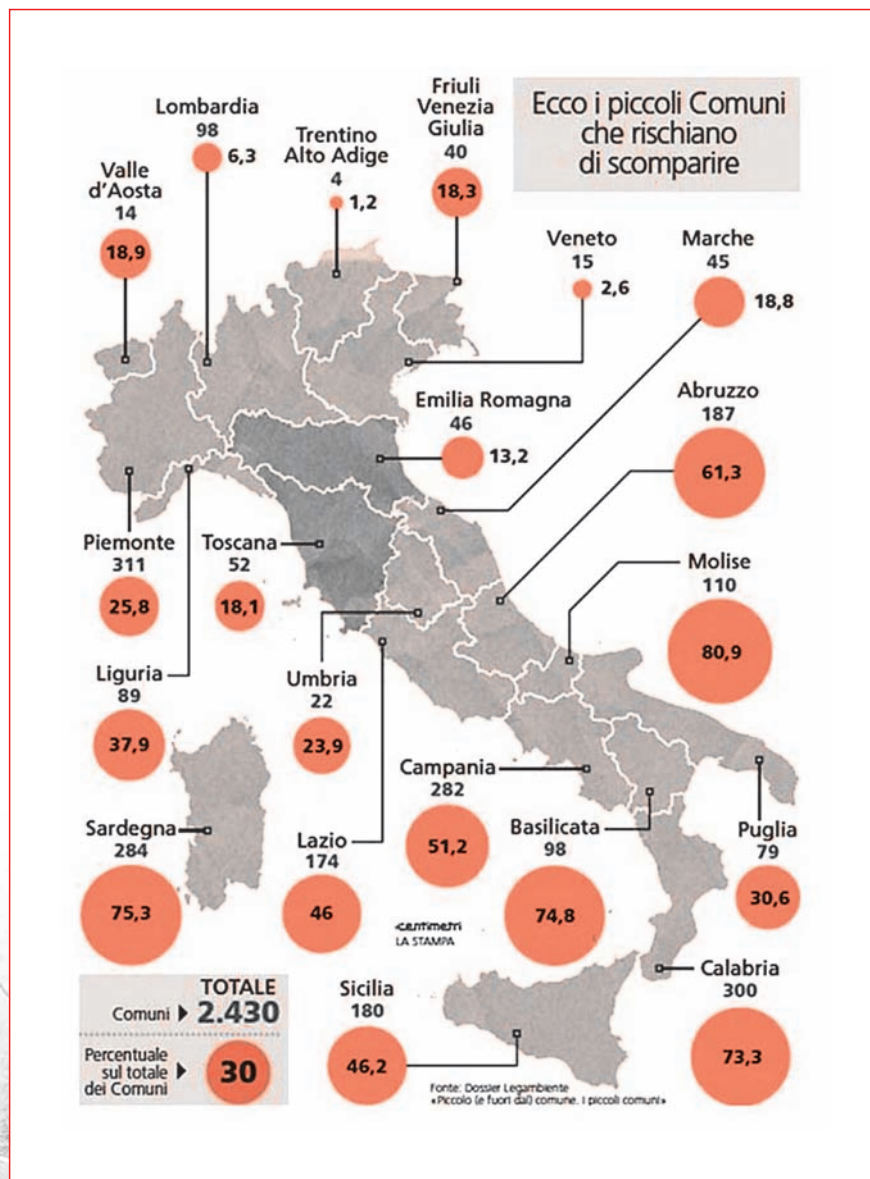 Ecco i piccoli Comuni
che rischiano
di scomparire
Lombardia
98
6,3
Trentino
Alto Adige
4
1,2
Friuli
Venezia
Giulia
40
18,3
Valle
d'Aosta
14
18,9
Veneto
15
2,6
Marche
45
18,8
Emilia Romagna
46
13,2
Abruzzo
187
61,3
Piemonte
311
25,8
Toscana
52
18,1
Molise
110
80,9
Liguria
89
37,9
Umbria
22
23,9
Campania
282
51,2
Sardegna
284
75,3
Lazio
174
46
Basilicata
98
74,8
Puglia
79
30,6
centimetri
LA STAMPA
Calabria
300
73,3
Sicilia
180
46,2
TOTALE
Comuni 2.430
Percentuale
sul totale
dei Comuni
30
Fonte: Dossier Legambiente
«Piccolo (e fuori dal) comune. I piccoli comuni»